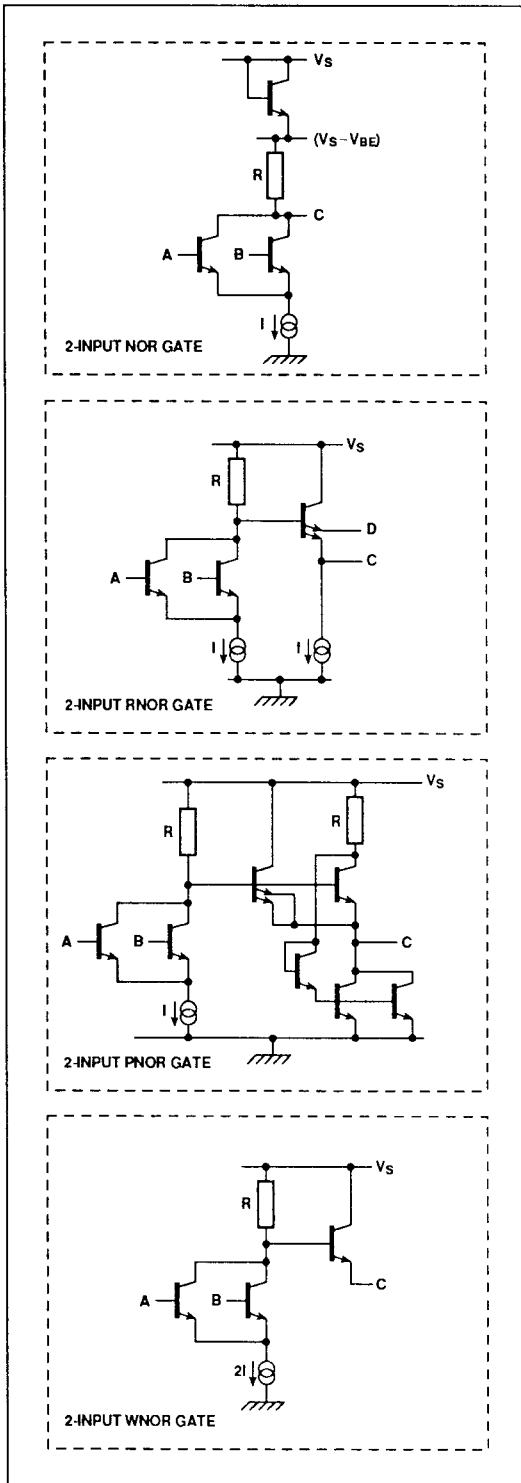 VS
(VS–VBE)
R
C
A
B
I
2-INPUT NOR GATE
VS
R
D
C
A
B
I
I
2-INPUT RNOR GATE
VS
R
R
A
B
C
I
2-INPUT PNOR GATE
VS
R
C
A
B
2I
2-INPUT WNOR GATE